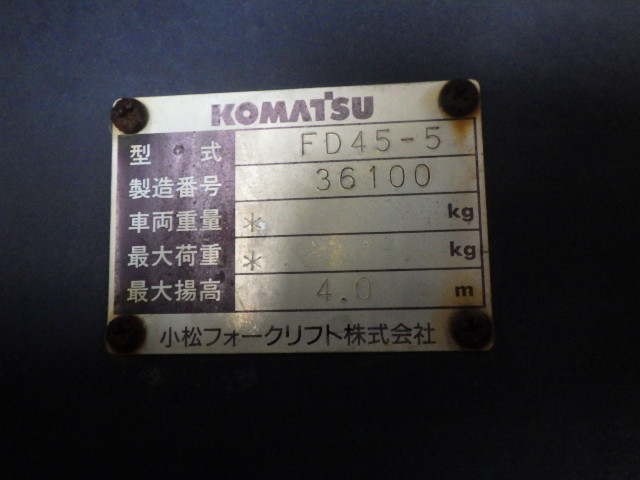 KOMATSU
型式 FD45-5
製造番号 36100
車両重量 * kg
最大荷重 * kg
最大揚高 4.0 m
小松フォークリフト株式会社